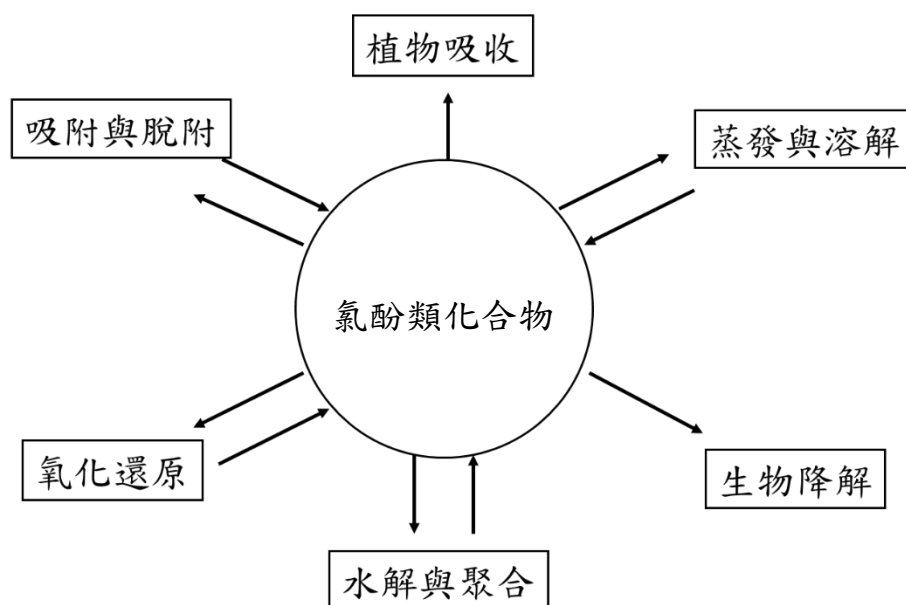 植物吸收
吸附與脫附
蒸發與溶解
氯酚類化合物
氧化還原
生物降解
水解與聚合